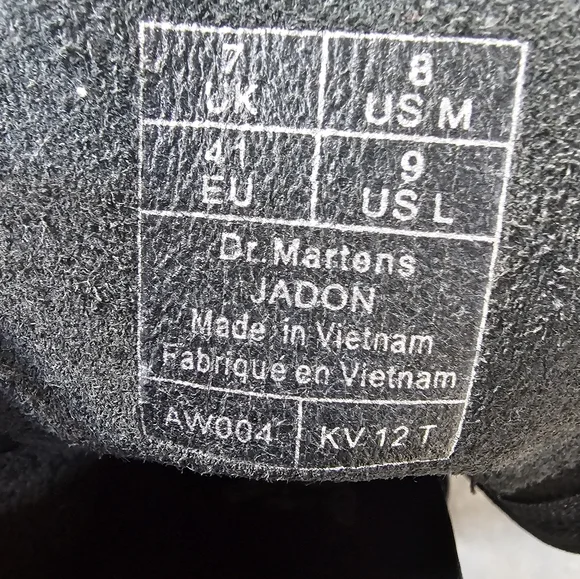 7
UK
8
US M
41
EU
9
US L
Dr. Martens
JADON
Made in Vietnam
Fabriqué en Vietnam
AW004
KV 12 T